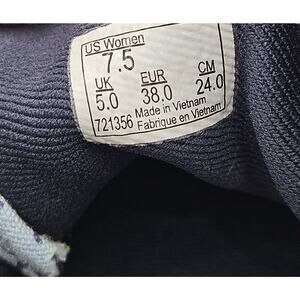 US Women
7.5
UK EUR CM
5.0 38.0 24.0
721356 Made in Vietnam
Fabrique en Vietnam